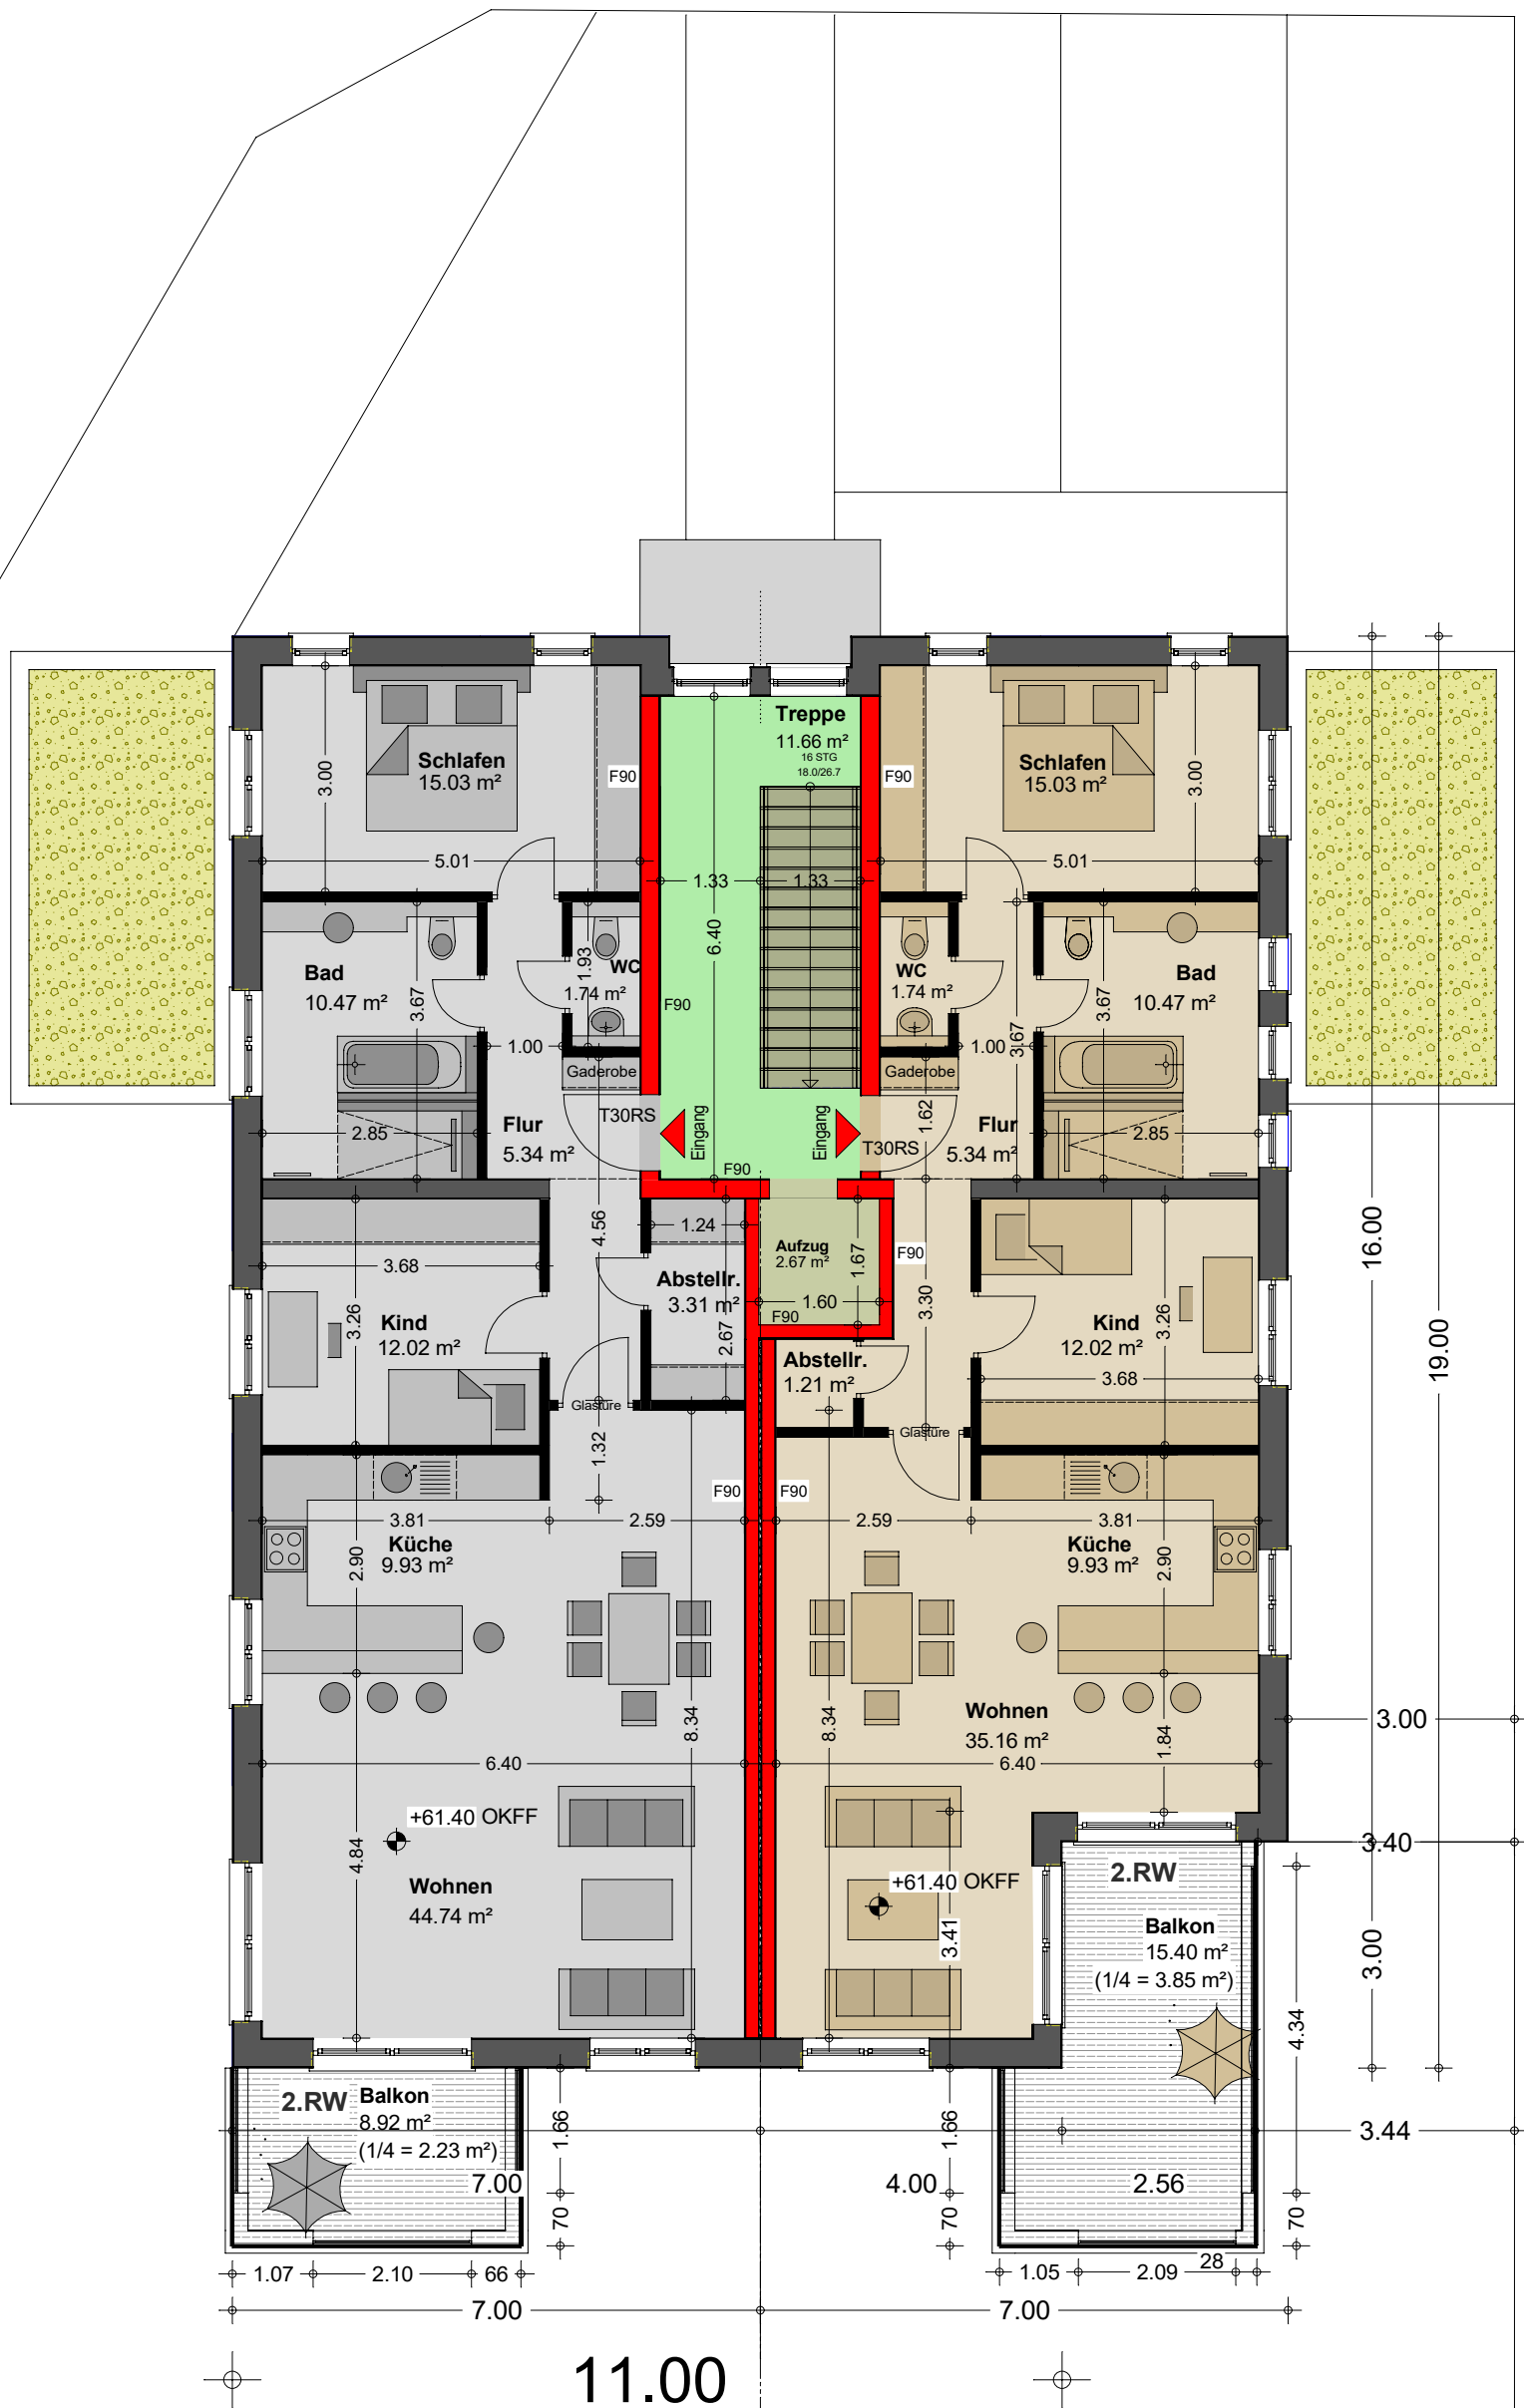 Treppe
11.66 m²
16 STG
18.0/26.7
Schlafen
15.03 m²
3.00
F90
F90
Schlafen
15.03 m²
3.00
5.01
1.33
1.33
5.01
6.40
Bad
10.47 m²
3.67
1.93
WC
1.74 m²
F90
WC
1.74 m²
3.67
3.67
Bad
10.47 m²
1.00
1.00
Gaderobe
Gaderobe
2.85
Flur
5.34 m²
T30RS
Eingang
Eingang
T30RS
1.62
Flur
5.34 m²
2.85
F90
4.56
1.24
Aufzug
2.67 m²
1.67
F90
16.00
3.68
Abstellr.
3.31 m²
1.60
F90
3.30
Kind
12.02 m²
3.26
2.67
Kind
12.02 m²
3.26
19.00
Abstellr.
1.21 m²
3.68
Glastüre
Glastüre
1.32
F90
F90
3.81
2.59
2.59
3.81
Küche
9.93 m²
2.90
Küche
9.93 m²
2.90
8.34
8.34
Wohnen
35.16 m²
1.84
3.00
6.40
6.40
+61.40 OKFF
4.84
3.40
2.RW
Wohnen
44.74 m²
+61.40 OKFF
3.41
Balkon
15.40 m²
(1/4 = 3.85 m²)
3.00
4.34
2.RW
Balkon
8.92 m²
(1/4 = 2.23 m²)
1.66
1.66
3.44
7.00
4.00
2.56
70
70
70
1.07
2.10
66
1.05
2.09
28
7.00
7.00
11.00